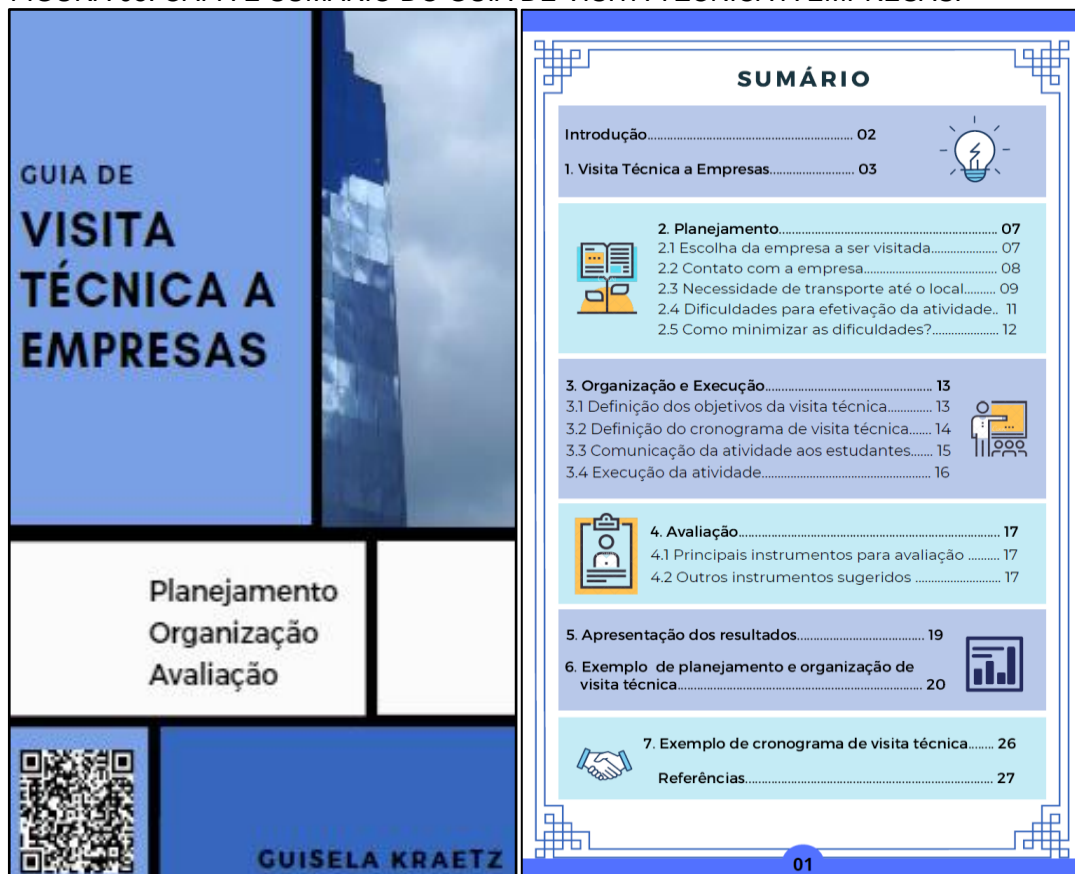 GUIA DE
VISITA
TÉCNICA A
EMPRESAS
Planejamento
Organização
Avaliação
GUISELA KRAETZ
SUMÁRIO
Introdução................................................................ 02
1. Visita Técnica a Empresas.......................... 03
2. Planejamento.................................................................... 07
2.1 Escolha da empresa a ser visitada..................... 07
2.2 Contato com a empresa.......................................... 08
2.3 Necessidade de transporte até o local.......... 09
2.4 Dificuldades para efetivação da atividade.. 11
2.5 Como minimizar as dificuldades?..................... 12
3. Organização e Execução.................................................... 13
3.1 Definição dos objetivos da visita técnica.............. 13
3.2 Definição do cronograma de visita técnica....... 14
3.3 Comunicação da atividade aos estudantes....... 15
3.4 Execução da atividade..................................................... 16
4. Avaliação.................................................................................. 17
4.1 Principais instrumentos para avaliação .......... 17
4.2 Outros instrumentos sugeridos .......................... 17
5. Apresentação dos resultados........................................ 19
6. Exemplo de planejamento e organização de
visita técnica............................................................................ 20
7. Exemplo de cronograma de visita técnica........ 26
Referências.............................................................................. 27
01